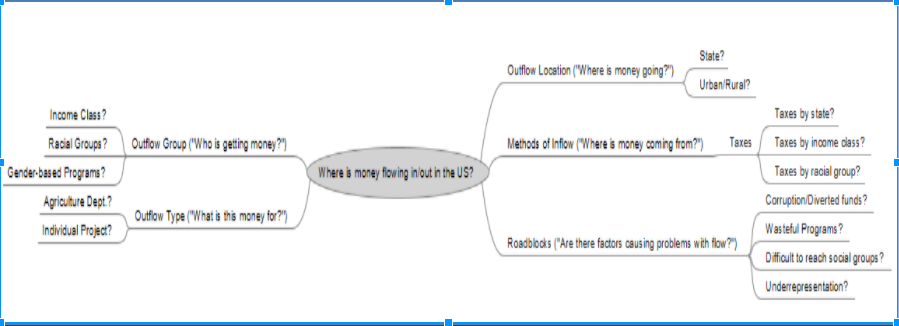 Where is money flowing in/out in the US?
Outflow Group ("Who is getting money?")
Income Class?
Racial Groups?
Gender-based Programs?
Outflow Type ("What is this money for?")
Agriculture Dept.?
Individual Project?
Outflow Location ("Where is money going?")
State?
Urban/Rural?
Methods of Inflow ("Where is money coming from?")
Taxes
Taxes by state?
Taxes by income class?
Taxes by racial group?
Roadblocks ("Are there factors causing problems with flow?")
Corruption/Diverted funds?
Wasteful Programs?
Difficult to reach social groups?
Underrepresentation?